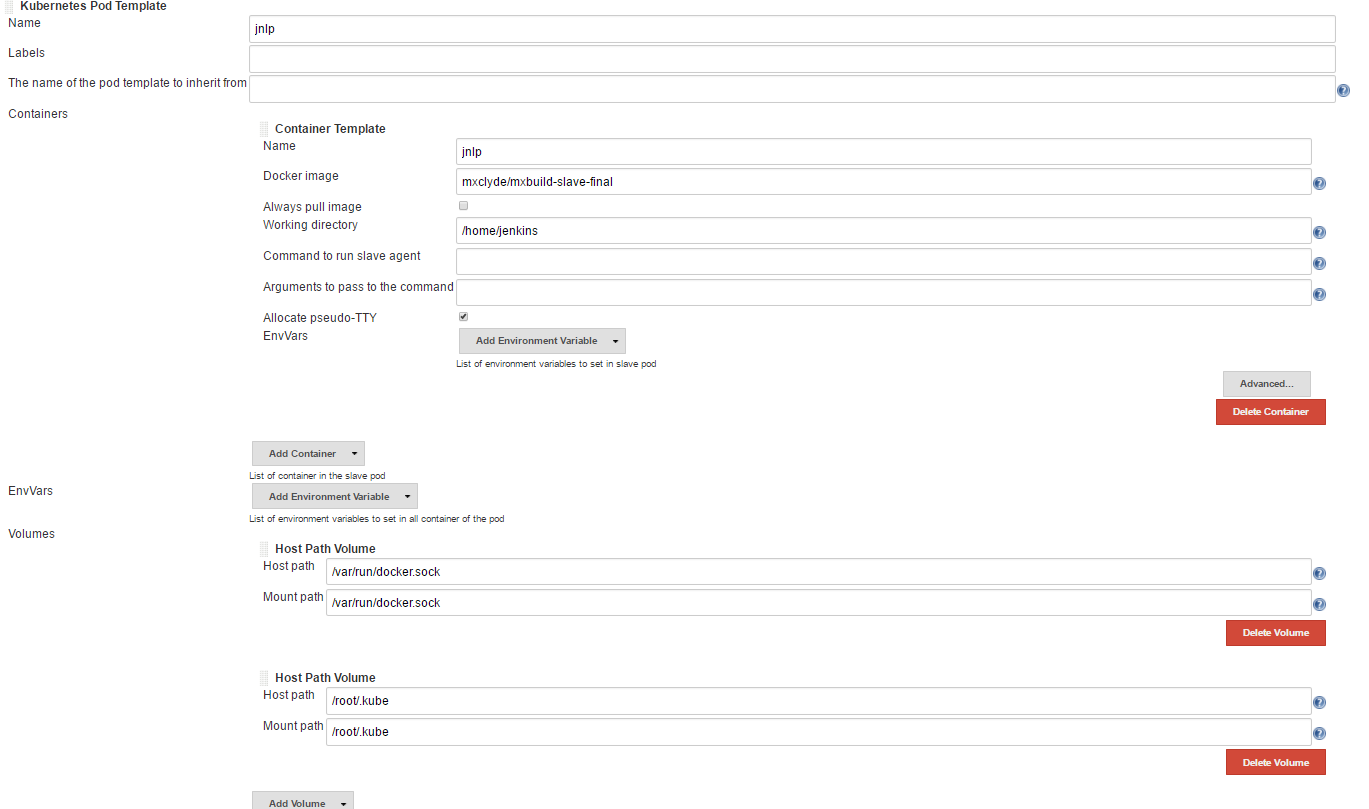 Kubernetes Pod Template
Name
jnlp
Labels
The name of the pod template to inherit from
Containers
Container Template
Name
jnlp
Docker image
mxclyde/mxbuild-slave-final
Always pull image
Working directory
/home/jenkins
Command to run slave agent
Arguments to pass to the command
Allocate pseudo-TTY
EnvVars
Add Environment Variable
List of environment variables to set in slave pod
Advanced...
Delete Container
Add Container
List of container in the slave pod
EnvVars
Add Environment Variable
List of environment variables to set in all container of the pod
Volumes
Host Path Volume
Host path
/var/run/docker.sock
Mount path
/var/run/docker.sock
Delete Volume
Host Path Volume
Host path
/root/.kube
Mount path
/root/.kube
Delete Volume
Add Volume